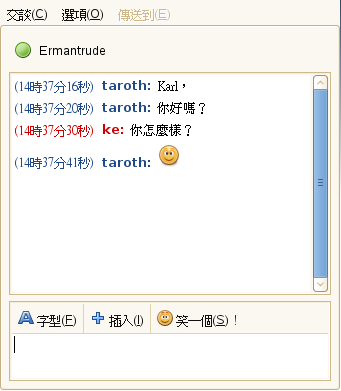 交談(C) 選項(O) 傳送到(E)
Ermantrude
(14時37分16秒) taroth: Karl，
(14時37分20秒) taroth: 你好嗎？
(14時37分30秒) ke: 你怎麼樣？
(14時37分41秒) taroth:
字型(F) 插入(I) 笑一個(S)！